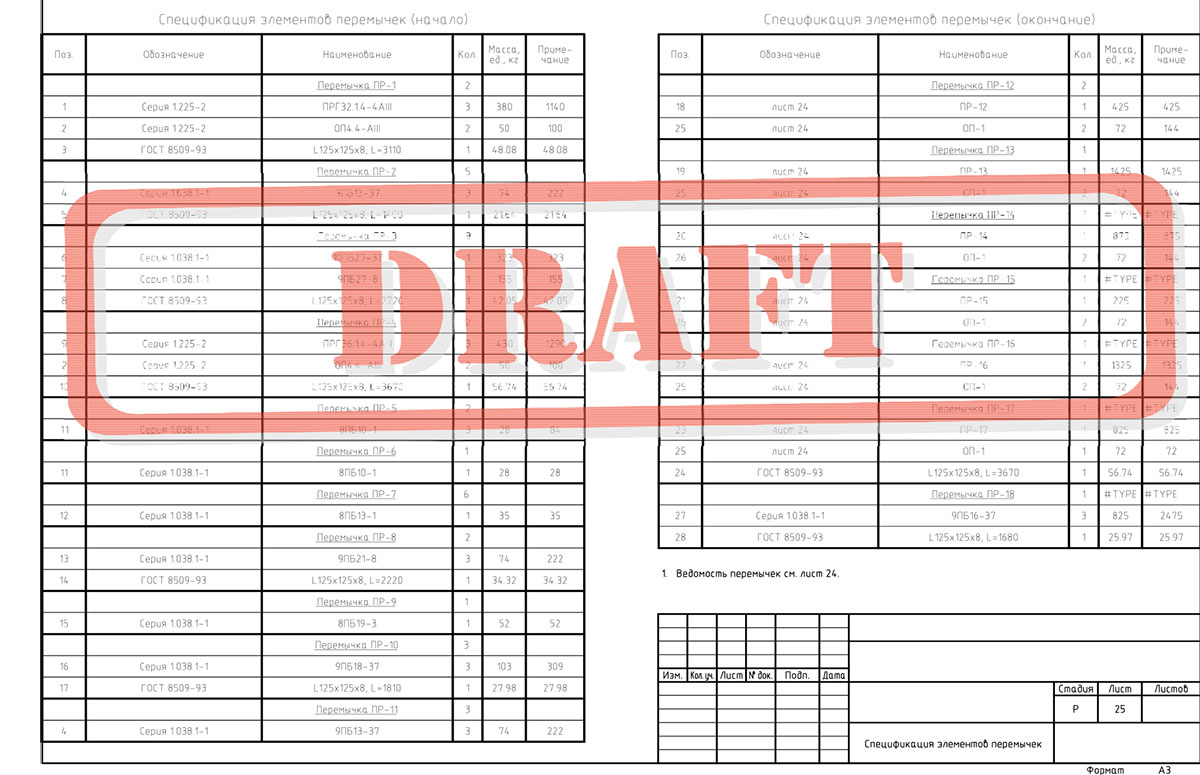 Спецификация элементов перемычек (начало)
Поз. Обозначение Наименование Кол. Масса, ед., кг Приме-чание
Перемычка ПР-1 2
1 Серия 1.225-2 ПРГ32.1.4-4АIII 3 380 1140
2 Серия 1.225-2 ОП4.4-АIII 2 50 100
3 ГОСТ 8509-93 L125x125x8, L=3110 1 48.08 48.08
Перемычка ПР-2 5
4 Серия 1.038.1-1 9ПБ13-37 3 74 222
5 ГОСТ 8509-93 L125x125x8, L=1400 1 21.64 21.64
Перемычка ПР-3 9
6 Серия 1.038.1-1 1 323 323
7 Серия 1.038.1-1 9ПБ27-8 1 155 155
8 ГОСТ 8509-93 L125x125x8, L=2720 1 42.05 42.05
Перемычка ПР-4 2
9 Серия 1.225-2 ПРГ36.1.4-4АIII 3 430 1290
2 Серия 1.225-2 ОП4.4-АIII 2 50 100
10 ГОСТ 8509-93 L125x125x8, L=3670 1 56.74 56.74
Перемычка ПР-5 2
11 Серия 1.038.1-1 8ПБ10-1 3 28 84
Перемычка ПР-6 1
11 Серия 1.038.1-1 8ПБ10-1 1 28 28
Перемычка ПР-7 6
12 Серия 1.038.1-1 8ПБ13-1 1 35 35
Перемычка ПР-8 2
13 Серия 1.038.1-1 9ПБ21-8 3 74 222
14 ГОСТ 8509-93 L125x125x8, L=2220 1 34.32 34.32
Перемычка ПР-9 1
15 Серия 1.038.1-1 8ПБ19-3 1 52 52
Перемычка ПР-10 3
16 Серия 1.038.1-1 9ПБ18-37 3 103 309
17 ГОСТ 8509-93 L125x125x8, L=1810 1 27.98 27.98
Перемычка ПР-11 3
4 Серия 1.038.1-1 9ПБ13-37 3 74 222
Спецификация элементов перемычек (окончание)
Поз. Обозначение Наименование Кол. Масса, ед., кг Приме-чание
Перемычка ПР-12 2
18 лист 24 ПР-12 1 425 425
25 лист 24 ОП-1 2 72 144
Перемычка ПР-13 1
19 лист 24 ПР-13 1 1425 1425
25 лист 24 ОП-1 2 72 144
Перемычка ПР-14 1 #TYPE #TYPE
20 лист 24 ПР-14 1 875 875
26 лист 24 ОП-1 2 72 144
Перемычка ПР-15 1 #TYPE #TYPE
21 лист 24 ПР-15 1 225 225
25 лист 24 ОП-1 2 72 144
Перемычка ПР-16 1 #TYPE #TYPE
22 лист 24 ПР-16 1 1325 1325
25 лист 24 ОП-1 2 72 144
Перемычка ПР-17 1 #TYPE #TYPE
23 лист 24 ПР-17 1 825 825
25 лист 24 ОП-1 1 72 72
24 ГОСТ 8509-93 L125x125x8, L=3670 1 56.74 56.74
Перемычка ПР-18 1 #TYPE #TYPE
27 Серия 1.038.1-1 9ПБ16-37 3 825 2475
28 ГОСТ 8509-93 L125x125x8, L=1680 1 25.97 25.97
DRAFT
1. Ведомость перемычек см. лист 24.
Изм. Кол.уч. Лист № док. Подп. Дата
Стадия Лист Листов
Р 25
Спецификация элементов перемычек
Формат А3